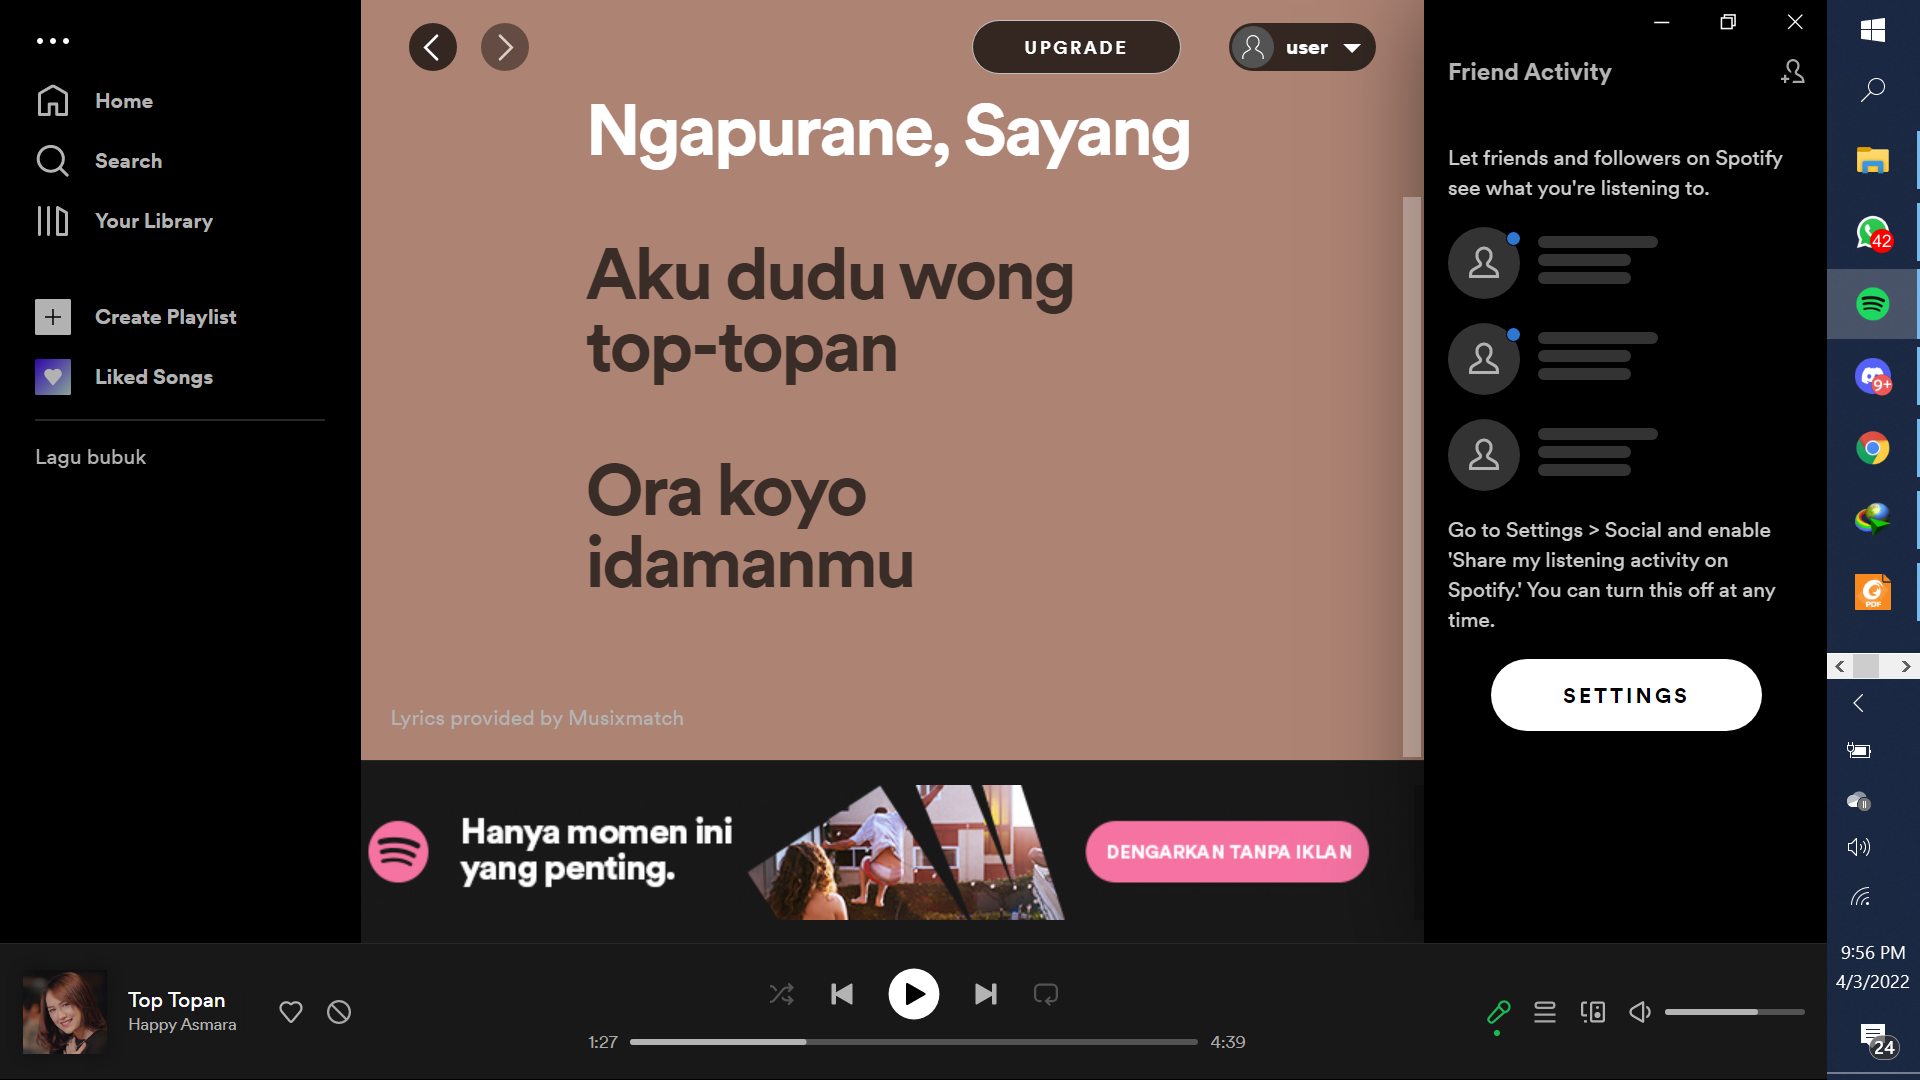 Home
Search
Your Library
Create Playlist
Liked Songs
Lagu bubuk
UPGRADE
user
Ngapurane, Sayang
Aku dudu wong
top-topan
Ora koyo
idamanmu
Lyrics provided by Musixmatch
Hanya momen ini
yang penting.
DENGARKAN TANPA IKLAN
Friend Activity
Let friends and followers on Spotify
see what you're listening to.
Go to Settings > Social and enable
'Share my listening activity on
Spotify.' You can turn this off at any
time.
SETTINGS
Top Topan
Happy Asmara
1:27
4:39
42
9+
PDF
9:56 PM
4/3/2022
24